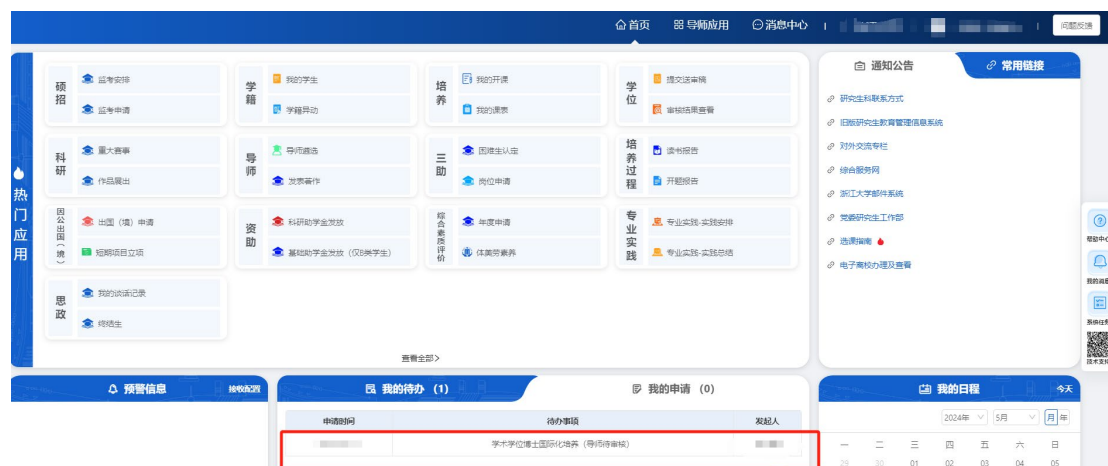 首页 导师应用 消息中心 问题反馈
热门应用
硕招
监考安排
监考申请
学籍
我的学生
学籍异动
培养
我的开课
我的课表
学位
提交送审稿
审核结果查看
科研
重大赛事
作品展出
导师
导师遴选
发表著作
三助
困难生认定
岗位申请
培养过程
读书报告
开题报告
因公出国(境)
出国(境)申请
短期项目立项
资助
科研助学金发放
基础助学金发放(仅B类学生)
综合素质评价
年度申请
体美劳素养
专业实践
专业实践-实践安排
专业实践-实践总结
思政
我的谈话记录
终结生
查看全部>
通知公告 常用链接
研究生科联系方式
旧版研究生教育管理信息系统
对外交流专栏
综合服务网
浙江大学邮件系统
党委研究生工作部
选课指南
电子离校办理及查看
帮助中心
我的消息
系统任务
技术支持
预警信息 接收配置
我的待办 (1) 我的申请 (0)
申请时间 待办事项 发起人
学术学位博士国际化培养(导师待审核)
我的日程 今天
2024年 5月 月 年
一 二 三 四 五 六 日
29 30 01 02 03 04 05